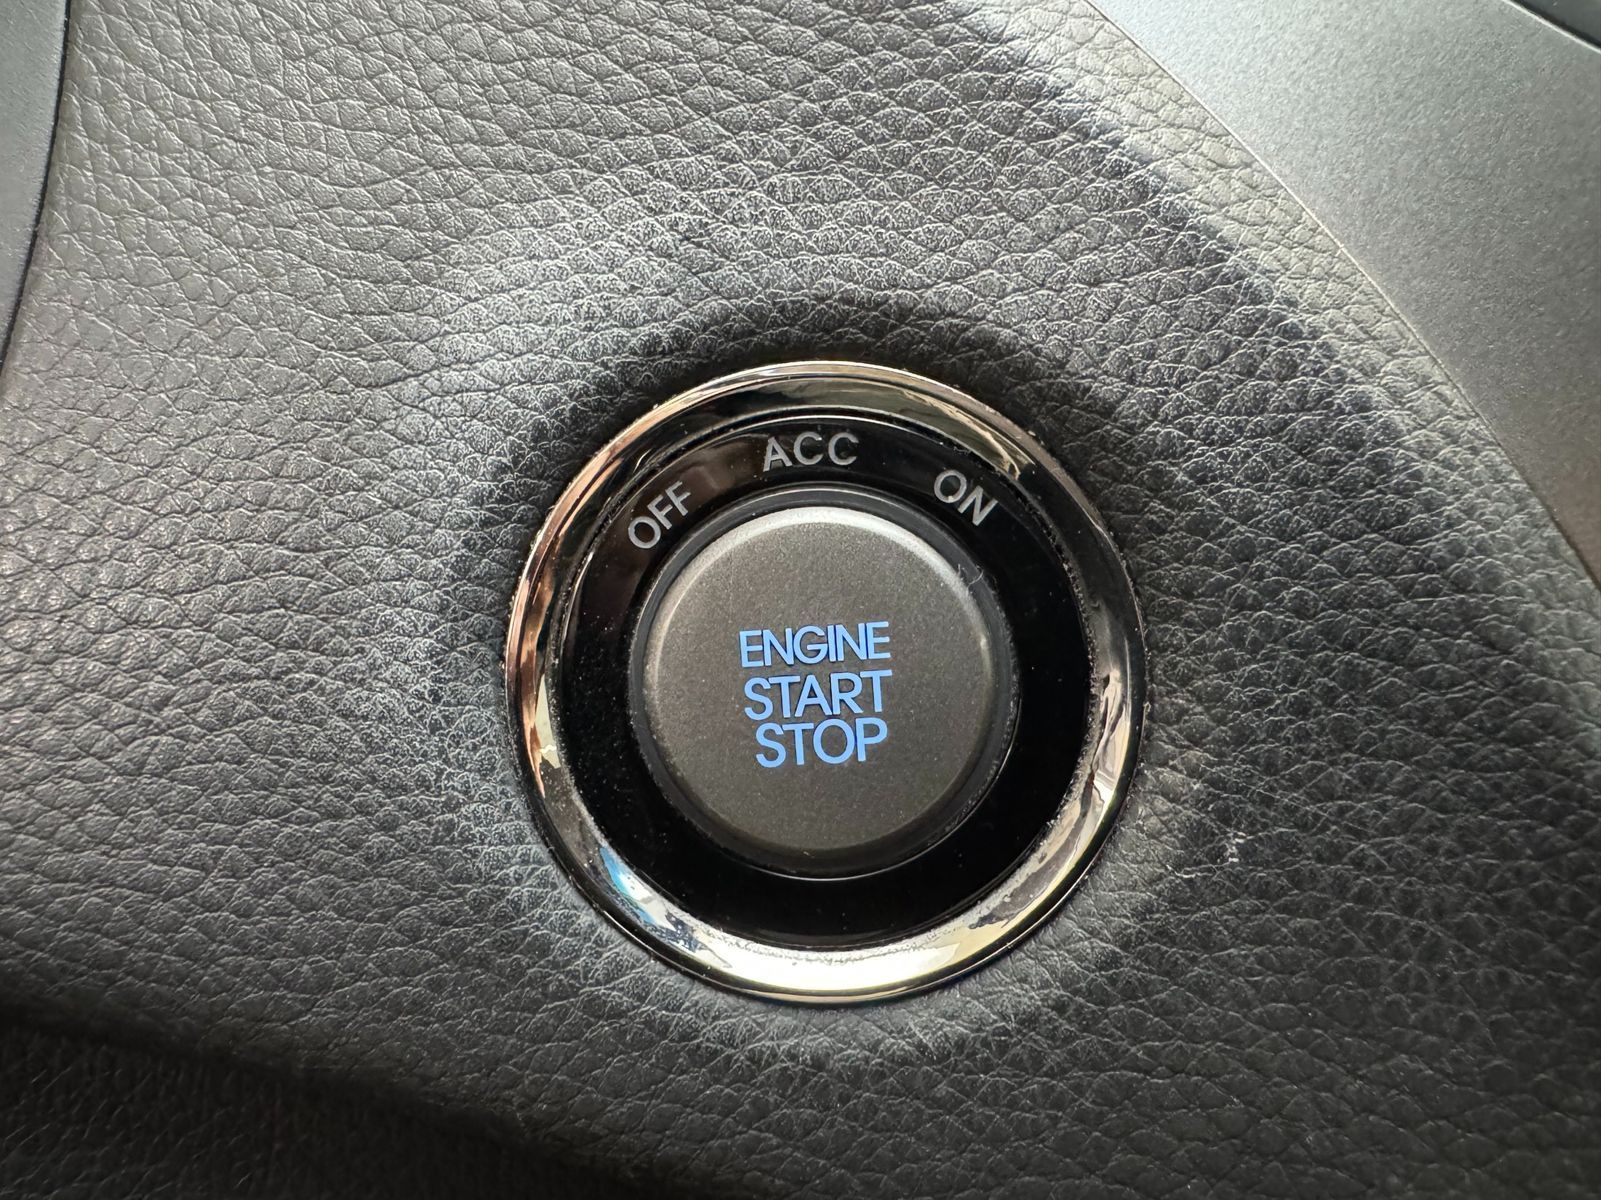 OFF ACC ON
ENGINE
START
STOP